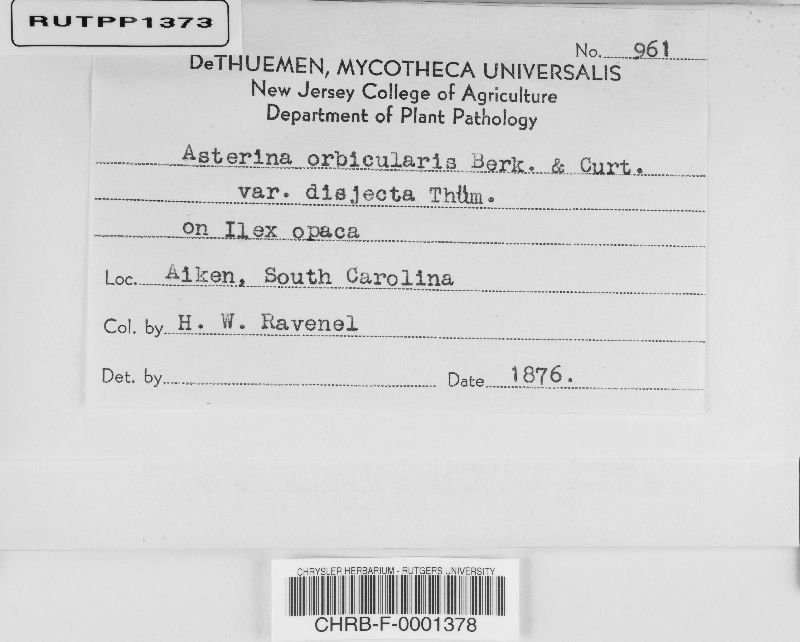 RUTPP1373
No. 961
DeTHUEMEN, MYCOTHECA UNIVERSALIS
New Jersey College of Agriculture
Department of Plant Pathology
Asterina orbicularis Berk. & Curt.
var. disjecta Thüm.
on Ilex opaca
Loc. Aiken, South Carolina
Col. by H. W. Ravenel
Det. by
Date 1876.
CHRYSLER HERBARIUM - RUTGERS UNIVERSITY
CHRB-F-0001378